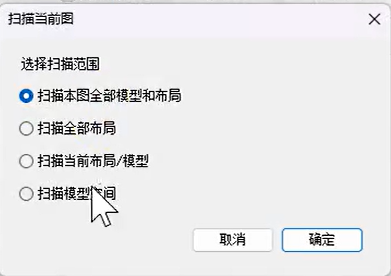 扫描当前图
选择扫描范围
扫描本图全部模型和布局
扫描全部布局
扫描当前布局/模型
扫描模型空间
取消
确定